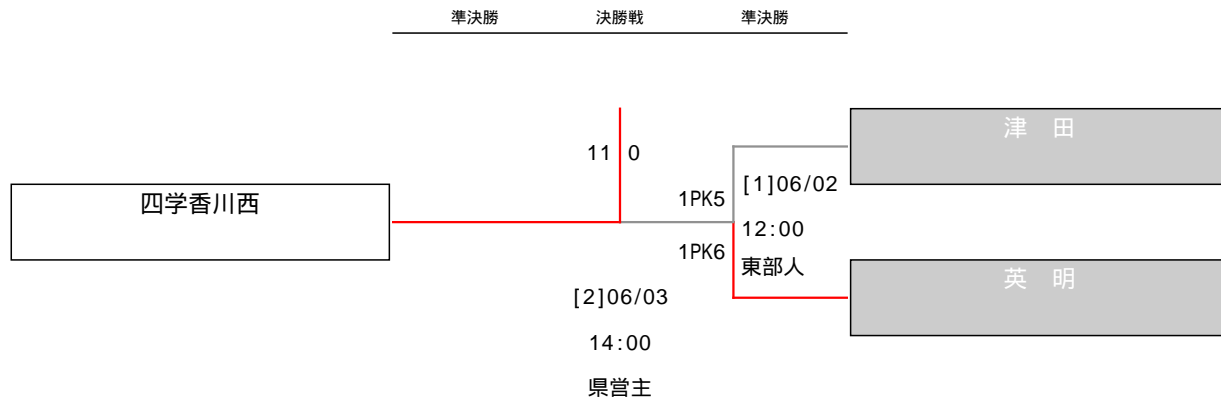 準決勝 決勝戦 準決勝
津 田
11 0
[1]06/02
1PK5
四学香川西
12:00
1PK6
東部人
英 明
[2]06/03
14:00
県営主